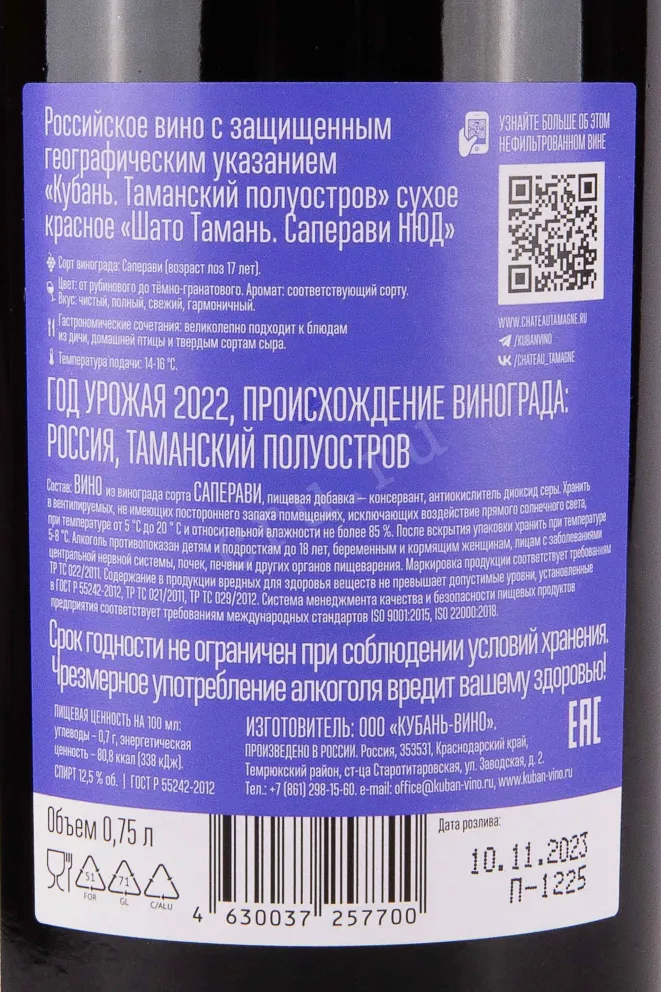 Российское вино с защищенным
географическим указанием
«Кубань. Таманский полуостров» сухое
красное «Шато Тамань. Саперави НЮД»
УЗНАЙТЕ БОЛЬШЕ ОБ ЭТОМ
НЕФИЛЬТРОВАННОМ ВИНЕ
Сорт винограда: Саперави (возраст лоз 17 лет).
Цвет: от рубинового до тёмно-гранатового. Аромат: соответствующий сорту.
Вкус: чистый, полный, свежий, гармоничный.
Гастрономические сочетания: великолепно подходит к блюдам
из дичи, домашней птицы и твердым сортам сыра.
Температура подачи: 14-16 °С.
WWW.CHATEAUTAMAGNE.RU
/KUBANVINO
/CHATEAU_TAMAGNE
ГОД УРОЖАЯ 2022, ПРОИСХОЖДЕНИЕ ВИНОГРАДА:
РОССИЯ, ТАМАНСКИЙ ПОЛУОСТРОВ
Состав: ВИНО из винограда сорта САПЕРАВИ, пищевая добавка – консервант, антиокислитель диоксид серы. Хранить
в вентилируемых, не имеющих постороннего запаха помещениях, исключающих воздействие прямого солнечного света,
при температуре от 5 °С до 20 ° С и относительной влажности не более 85 %. После вскрытия упаковки хранить при температуре
5-8 °С. Алкоголь противопоказан детям и подросткам до 18 лет, беременным и кормящим женщинам, лицам с заболеваниями
центральной нервной системы, почек, печени и других органов пищеварения. Маркировка продукции соответствует требованиям
ТР ТС 022/2011. Содержание в продукции вредных для здоровья веществ не превышает допустимые уровни, установленные
в ГОСТ Р 55242-2012, ТР ТС 021/2011, ТР ТС 029/2012. Система менеджмента качества и безопасности пищевых продуктов
предприятия соответствует требованиям международных стандартов ISO 9001:2015, ISO 22000:2018.
Срок годности не ограничен при соблюдении условий хранения.
Чрезмерное употребление алкоголя вредит вашему здоровью!
ПИЩЕВАЯ ЦЕННОСТЬ НА 100 мл:
углеводы – 0,7 г, энергетическая
ценность – 80,8 ккал (338 кДж).
СПИРТ 12,5 % об. | ГОСТ Р 55242-2012
ИЗГОТОВИТЕЛЬ: ООО «КУБАНЬ-ВИНО».
ПРОИЗВЕДЕНО В РОССИИ. Россия, 353531, Краснодарский край,
Темрюкский район, ст-ца Старотитаровская, ул. Заводская, д. 2.
Тел.: +7 (861) 298-15-60. e-mail: office@kuban-vino.ru, www.kuban-vino.ru
EAC
Объем 0,75 л
51
FOR
71
GL
C/ALU
4 630037 257700
Дата розлива:
10.11.2023
П-1225